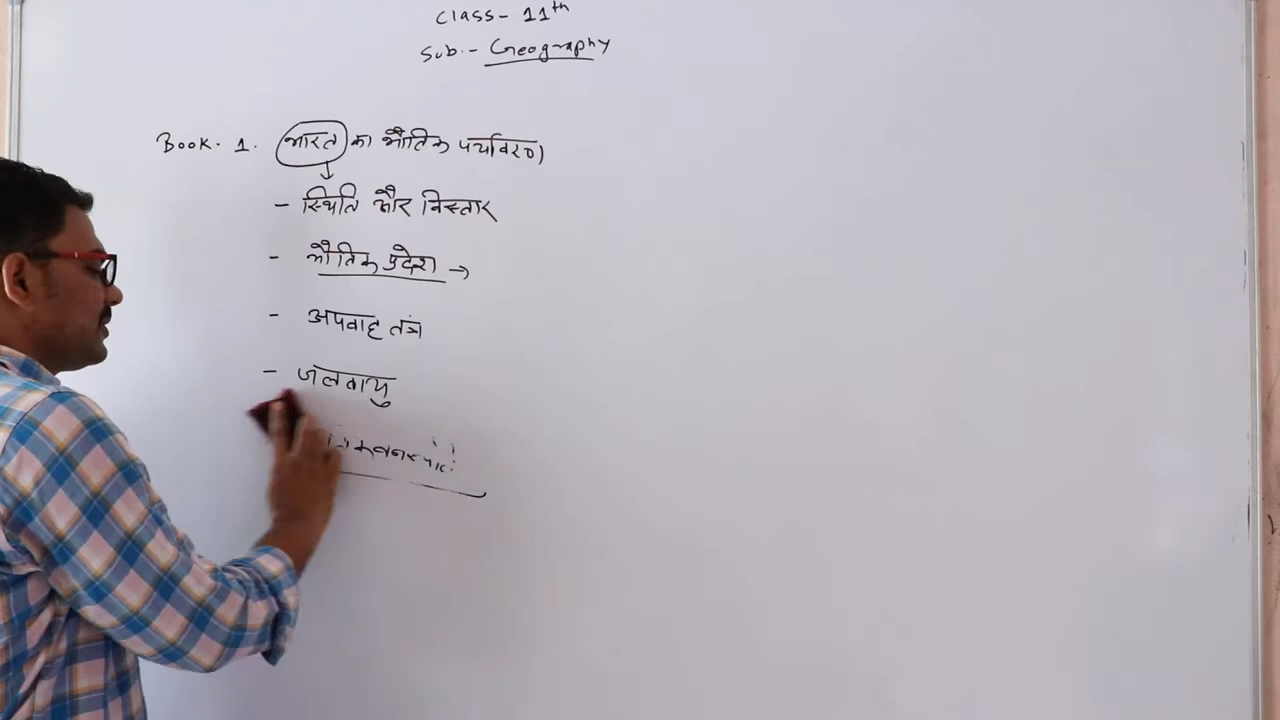 Class- 11th
Sub.- Geography
Book. 1. भारत का भौतिक पर्यावरण
- स्थिति और विस्तार
- भौतिक प्रदेश →
- अपवाह तंत्र
- जलवायु